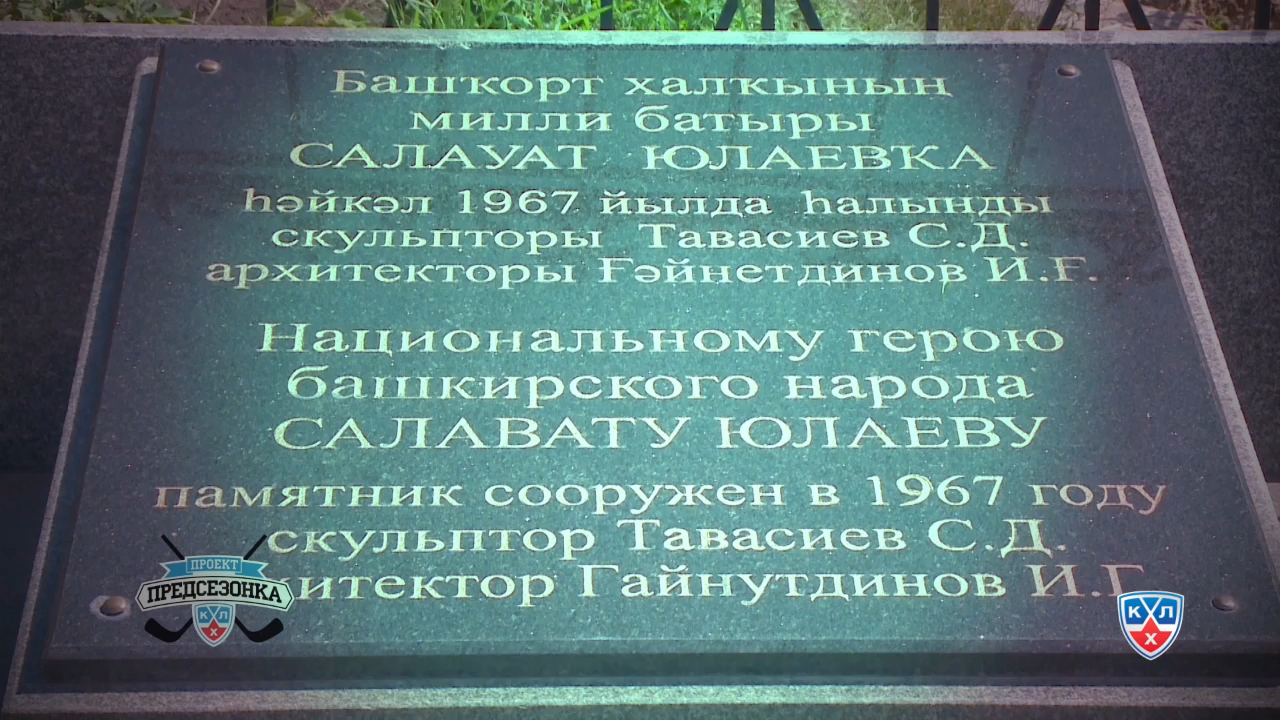 Башҡорт халҡының
милли батыры
САЛАУАТ ЮЛАЕВҠА
һәйкәл 1967 йылда һалынды
скульпторы Тавасиев С.Д.
архитекторы Ғәйнетдинов И.Ғ.
Национальному герою
башкирского народа
САЛАВАТУ ЮЛАЕВУ
памятник сооружен в 1967 году
скульптор Тавасиев С.Д.
хитектор Гайнутдинов И.Г
ПРОЕКТ
ПРЕДСЕЗОНКА
КХЛ
КХЛ